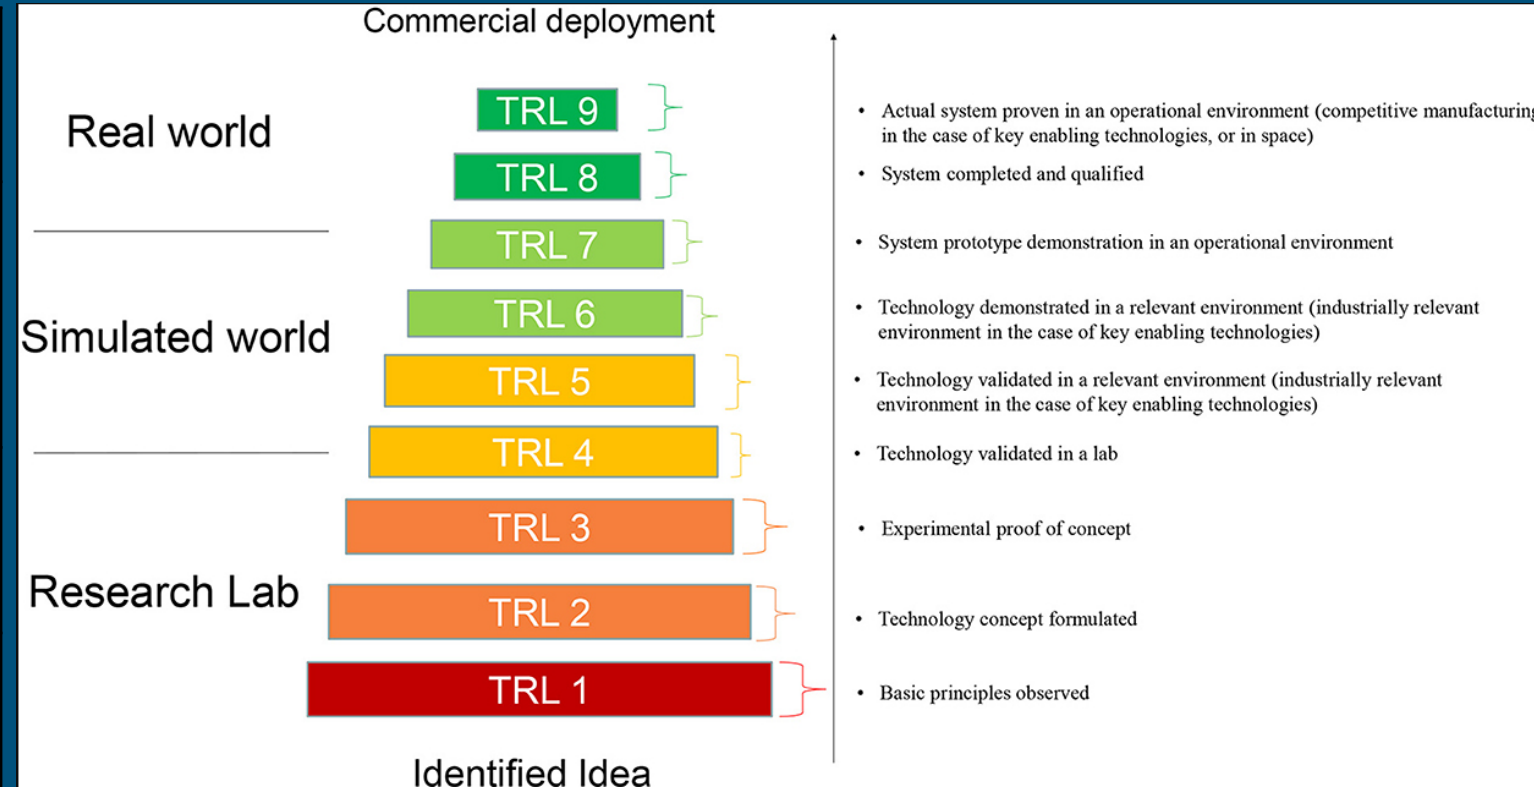 Commercial deployment
Real world
Simulated world
Research Lab
TRL 9
TRL 8
TRL 7
TRL 6
TRL 5
TRL 4
TRL 3
TRL 2
TRL 1
Identified Idea
• Actual system proven in an operational environment (competitive manufacturing
in the case of key enabling technologies, or in space)
• System completed and qualified
• System prototype demonstration in an operational environment
• Technology demonstrated in a relevant environment (industrially relevant
environment in the case of key enabling technologies)
• Technology validated in a relevant environment (industrially relevant
environment in the case of key enabling technologies)
• Technology validated in a lab
• Experimental proof of concept
• Technology concept formulated
• Basic principles observed